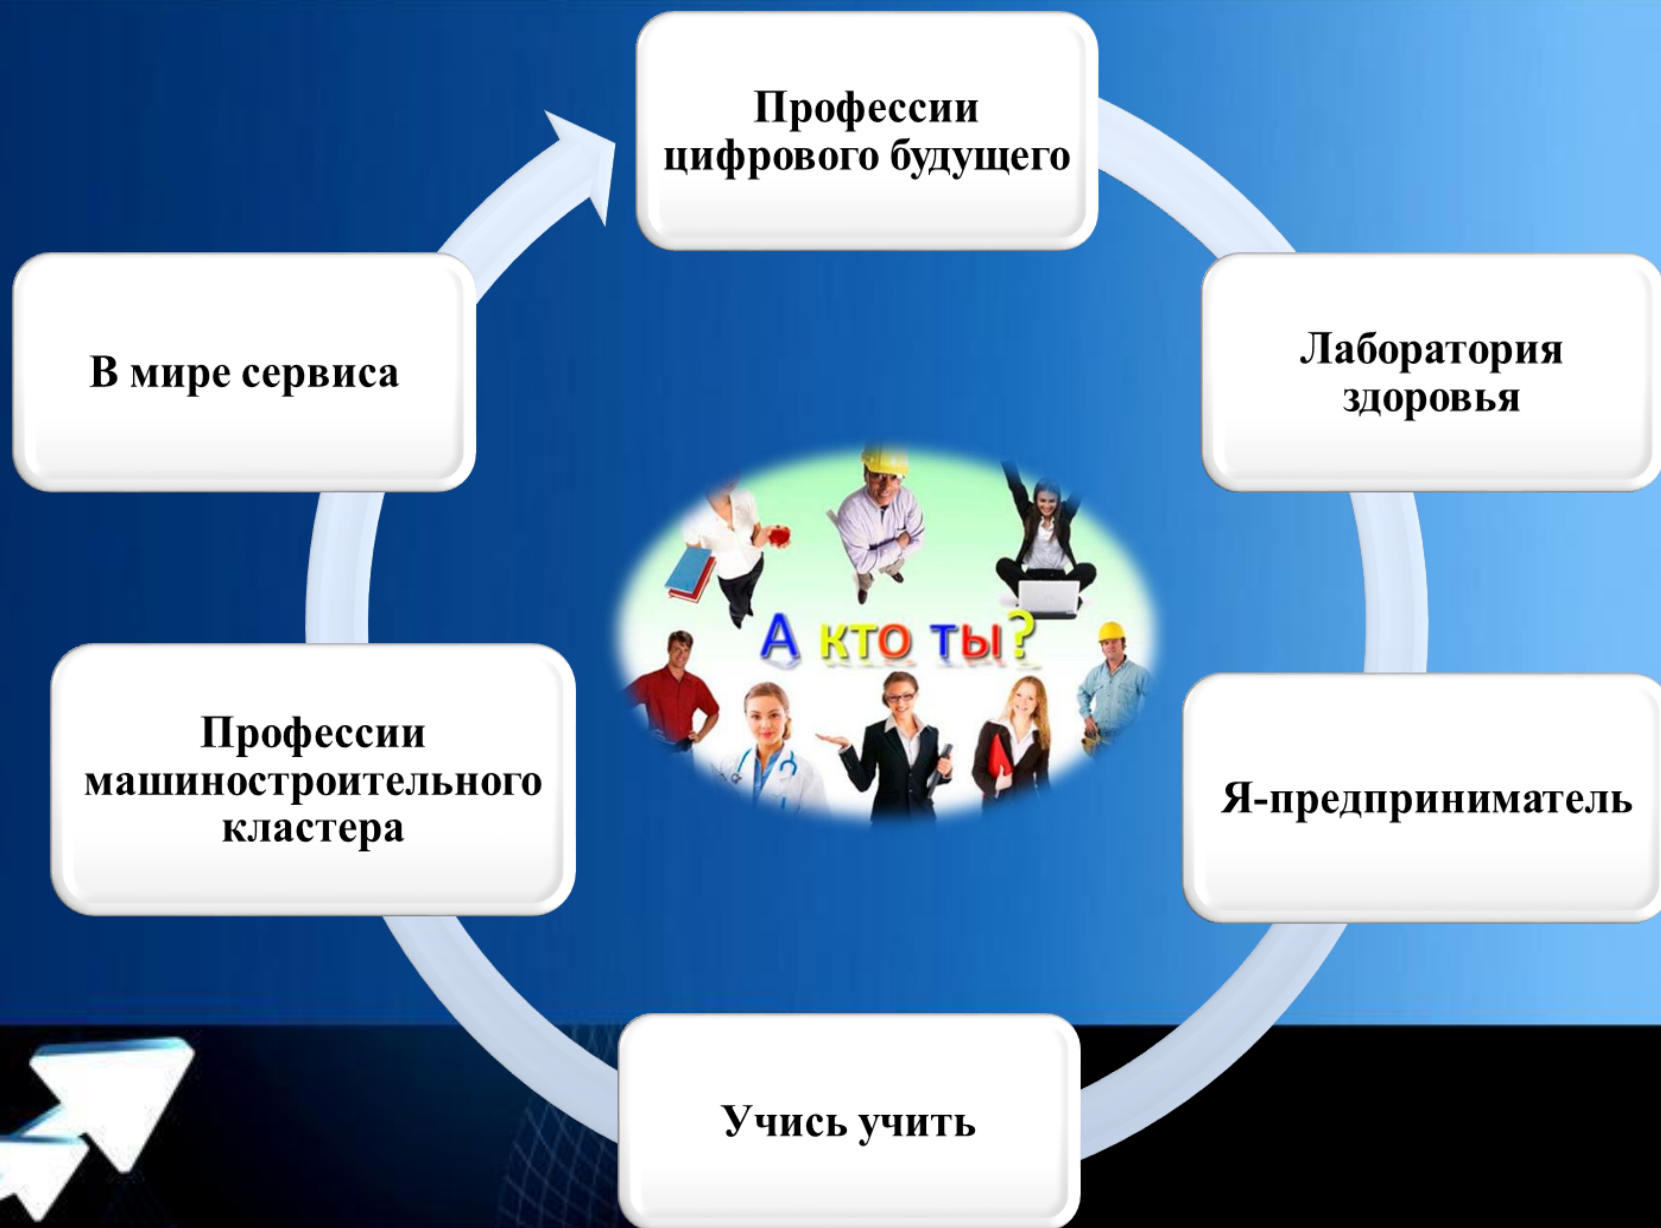 Профессии
цифрового будущего
Лаборатория
здоровья
Я-предприниматель
Учись учить
Профессии
машиностроительного
кластера
В мире сервиса
А кто ты?